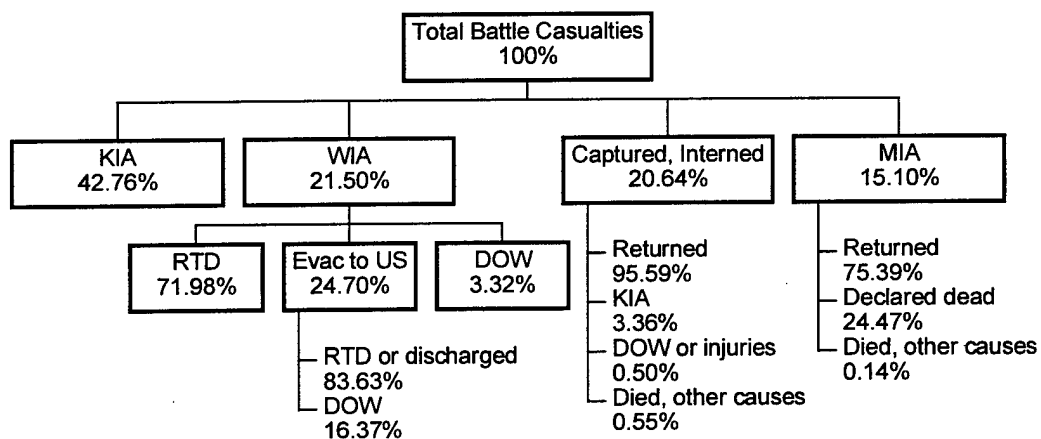 Total Battle Casualties
100%
KIA
42.76%
WIA
21.50%
Captured, Interned
20.64%
MIA
15.10%
RTD
71.98%
Evac to US
24.70%
DOW
3.32%
RTD or discharged
83.63%
DOW
16.37%
Returned
95.59%
KIA
3.36%
DOW or injuries
0.50%
Died, other causes
0.55%
Returned
75.39%
Declared dead
24.47%
Died, other causes
0.14%